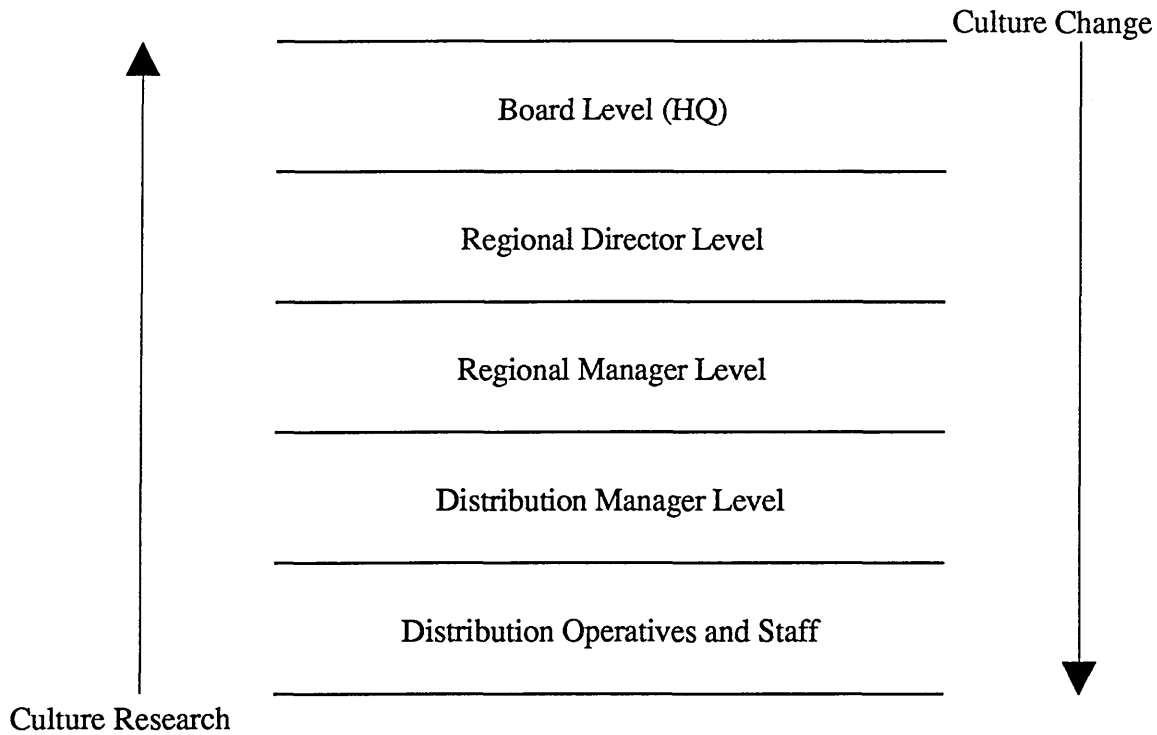 Culture Change
Board Level (HQ)
Regional Director Level
Regional Manager Level
Distribution Manager Level
Distribution Operatives and Staff
Culture Research